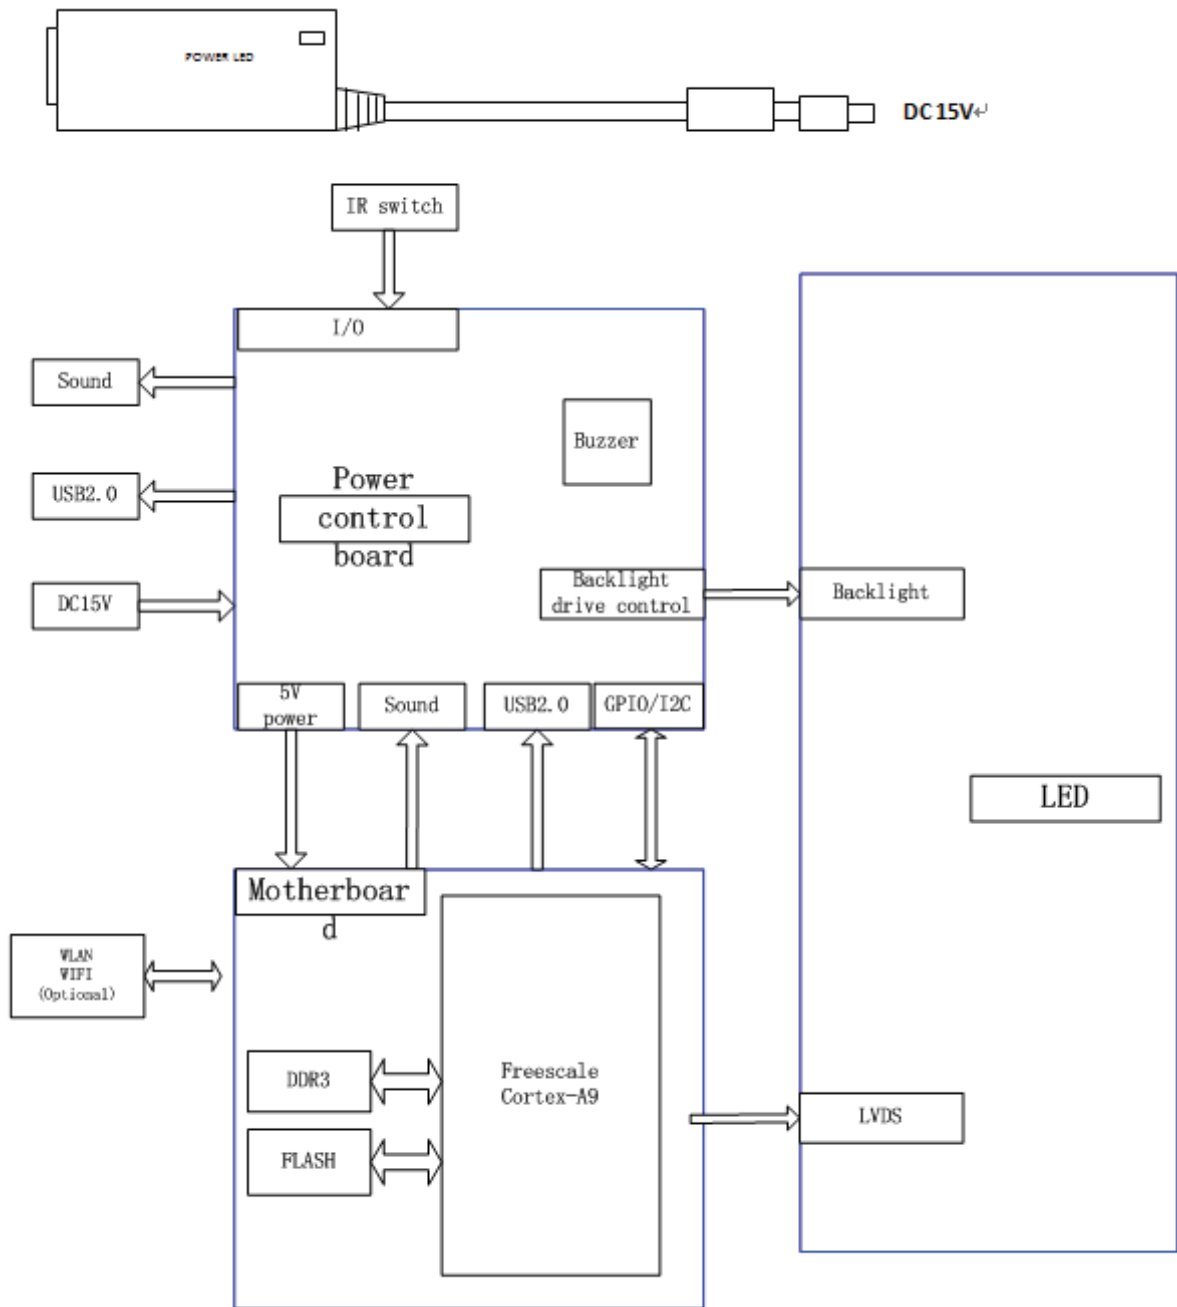 POWER LED
DC15V↵
IR switch
I/O
Sound
Buzzer
USB2.0
Power
control
board
DC15V
Backlight
drive control
Backlight
5V
power
Sound
USB2.0
GPIO/I2C
LED
Motherboar
d
WLAN
WIFI
(Optional)
Freescale
Cortex-A9
DDR3
LVDS
FLASH